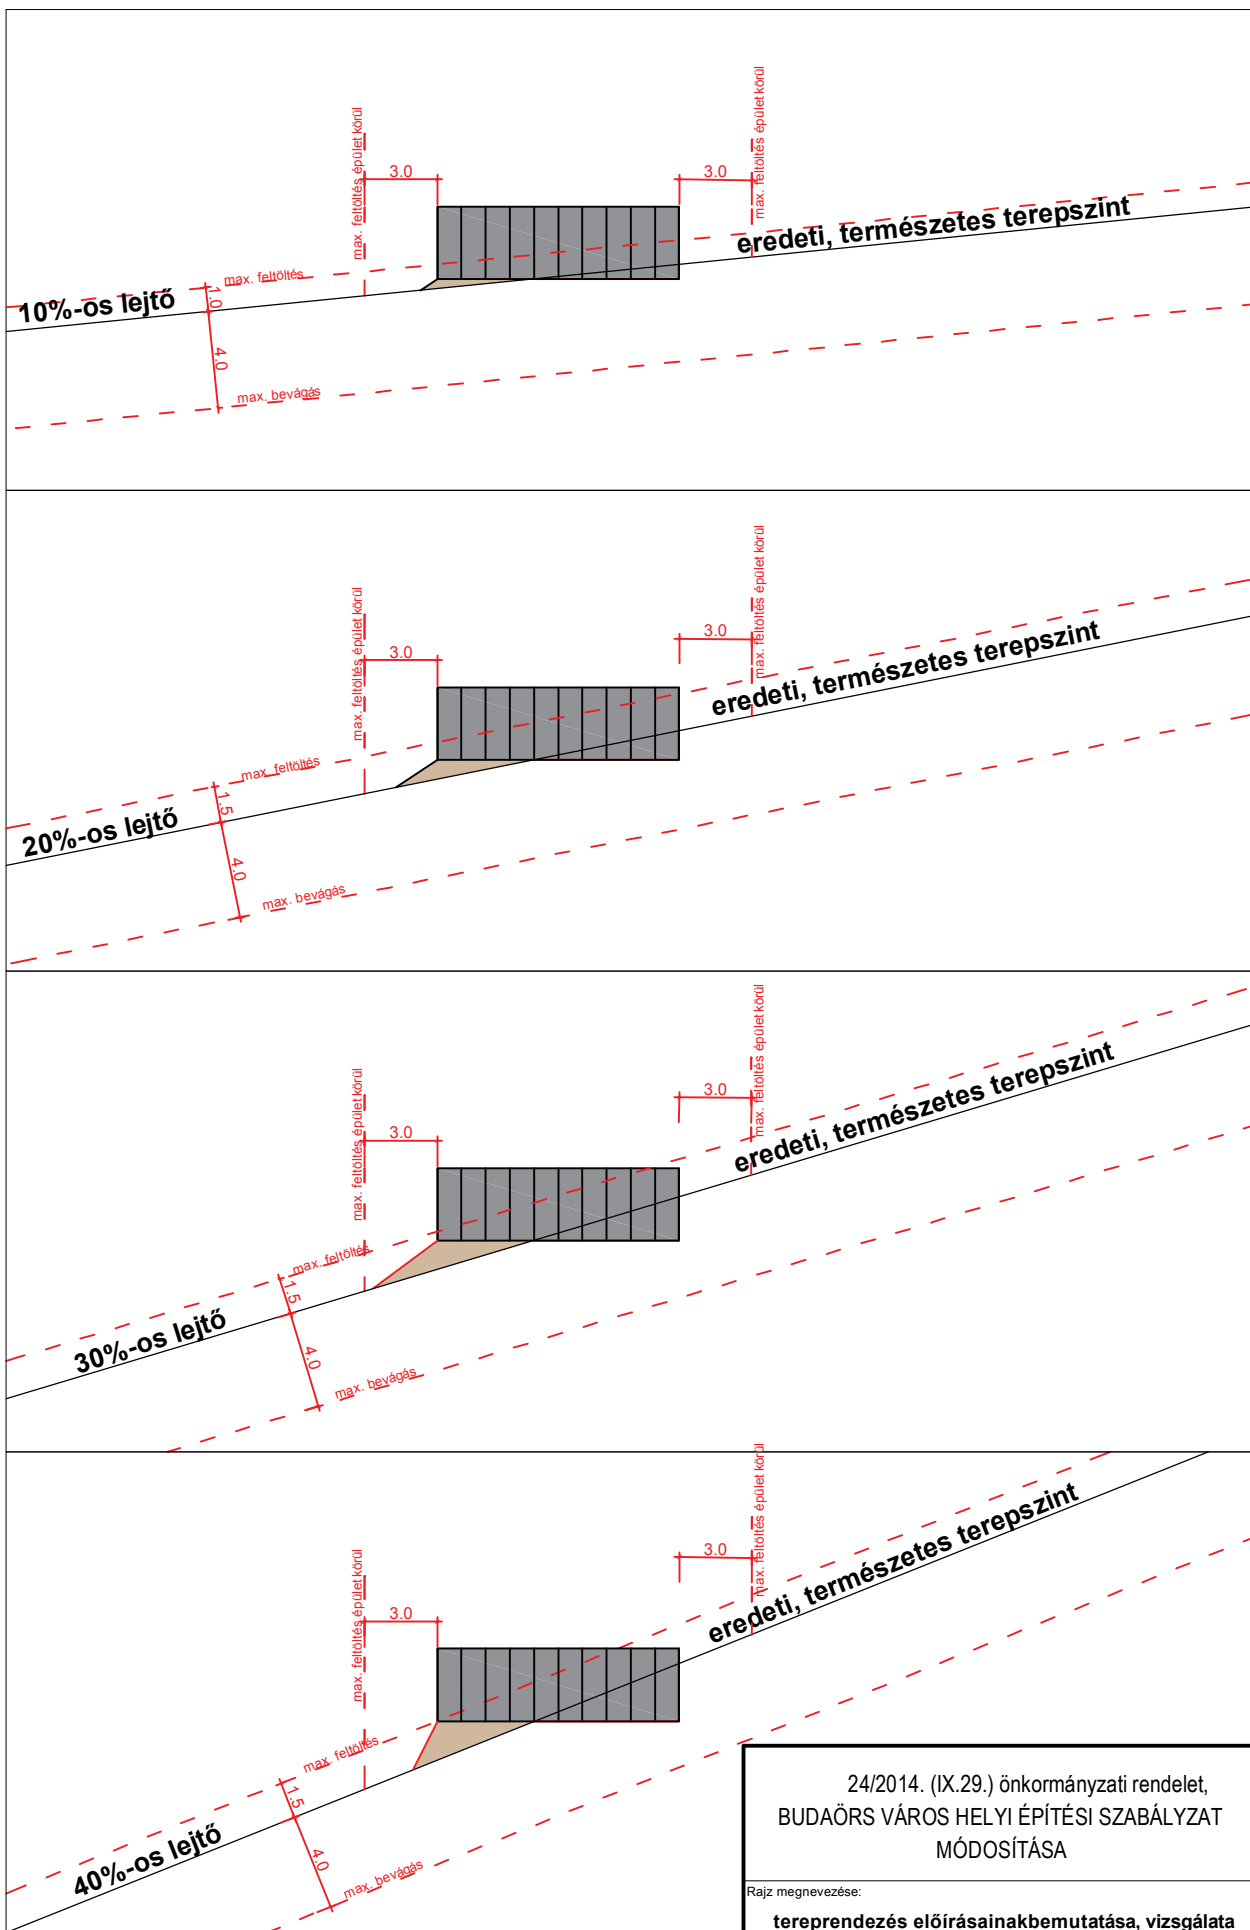 max. feltöltés épület körül
max. feltöltés épület körül
3.0
3.0
eredeti, természetes terepszint
max. feltöltés
10%-os lejtő
1.0
4.0
max. bevágás
max. feltöltés épület körül
max. feltöltés épület körül
3.0
3.0
eredeti, természetes terepszint
max. feltöltés
1.5
20%-os lejtő
4.0
max. bevágás
max. feltöltés épület körül
max. feltöltés épület körül
3.0
3.0
eredeti, természetes terepszint
max. feltöltés
1.5
30%-os lejtő
4.0
max. bevágás
max. feltöltés épület körül
max. feltöltés épület körül
3.0
3.0
eredeti, természetes terepszint
max. feltöltés
1.5
40%-os lejtő
4.0
max. bevágás
24/2014. (IX.29.) önkormányzati rendelet,
BUDAÖRS VÁROS HELYI ÉPÍTÉSI SZABÁLYZAT
MÓDOSÍTÁSA
Rajz megnevezése:
tereprendezés előírásainakbemutatása, vizsgálata